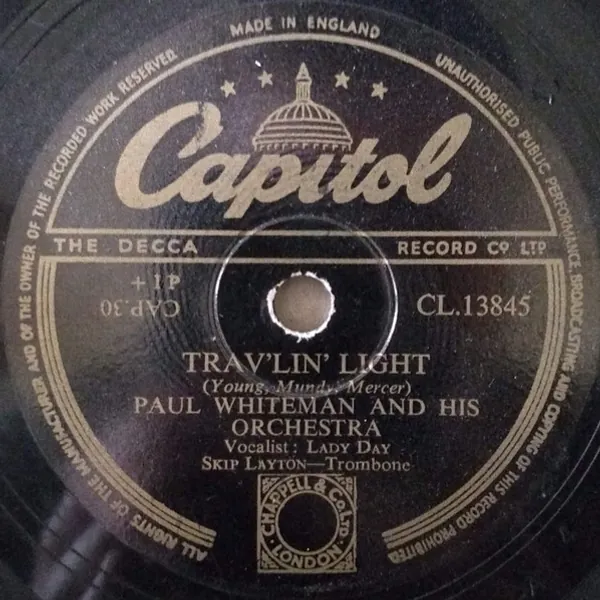 MADE IN ENGLAND
ALL RIGHTS OF THE MANUFACTURER AND OF THE OWNER OF THE RECORDED WORK RESERVED
UNAUTHORISED PUBLIC PERFORMANCE, BROADCASTING AND COPYING OF THIS RECORD PROHIBITED
Capitol
THE DECCA RECORD CO LTD
+ 1P
CAP.30
CL.13845
TRAV'LIN' LIGHT
(Young, Mundy, Mercer)
PAUL WHITEMAN AND HIS
ORCHESTRA
Vocalist: LADY DAY
SKIP LAYTON—Trombone
CHAPPELL & CO. LTD.
LONDON